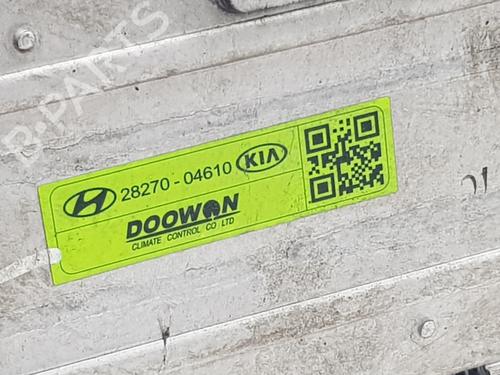 B-PARTS
28270 - 04610 KIA
DOOWON
CLIMATE CONTROL CO LTD